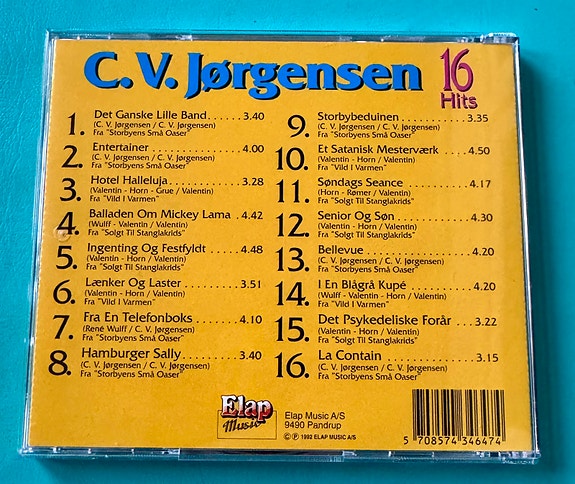 C. V. Jørgensen 16 Hits
1. Det Ganske Lille Band ...... 3.40
(C. V. Jørgensen / C. V. Jørgensen)
Fra "Storbyens Små Oaser"
2. Entertainer ............ 4.00
(C. V. Jørgensen / C. V. Jørgensen)
Fra "Storbyens Små Oaser"
3. Hotel Halleluja ............ 3.28
(Valentin - Horn - Grue / Valentin)
Fra "Vild I Varmen"
4. Balladen Om Mickey Lama .. 4.42
(Wulff - Valentin / Valentin)
Fra "Solgt Til Stanglakrids"
5. Ingenting Og Festfyldt ..... 4.48
(Valentin - Horn / Valentin)
Fra "Solgt Til Stanglakrids"
6. Lænker Og Laster ......... 3.51
(Valentin - Horn / Valentin)
Fra "Vild I Varmen"
7. Fra En Telefonboks ....... 4.10
(René Wulff / C. V. Jørgensen)
Fra "Storbyens Små Oaser"
8. Hamburger Sally .......... 3.40
(C. V. Jørgensen / C. V. Jørgensen)
Fra "Storbyens Små Oaser"
9. Storbybeduinen ............ 3.35
(C. V. Jørgensen / C. V. Jørgensen)
Fra "Storbyens Små Oaser"
10. Et Satanisk Mesterværk .... 4.50
(Valentin - Horn / Valentin)
Fra "Vild I Varmen"
11. Søndags Seance .......... 4.17
(Horn - Rømer / Valentin)
Fra "Solgt Til Stanglakrids"
12. Senior Og Søn ............ 4.30
(Valentin - Horn / Valentin)
Fra "Solgt Til Stanglakrids"
13. Bellevue ................ 4.20
(C. V. Jørgensen / C. V. Jørgensen)
Fra "Storbyens Små Oaser"
14. I En Blågrå Kupé ......... 4.20
(Wulff - Valentin / Valentin)
Fra "Vild I Varmen"
15. Det Psykedeliske Forår ... 3.22
(Valentin - Horn / Valentin)
Fra "Solgt Til Stanglakrids"
16. La Contain .............. 3.15
(C. V. Jørgensen / C. V. Jørgensen)
Fra "Storbyens Små Oaser"
Elap
Music
Elap Music A/S
9490 Pandrup
© ℗ 1992 ELAP MUSIC A/S
5 708574 346474